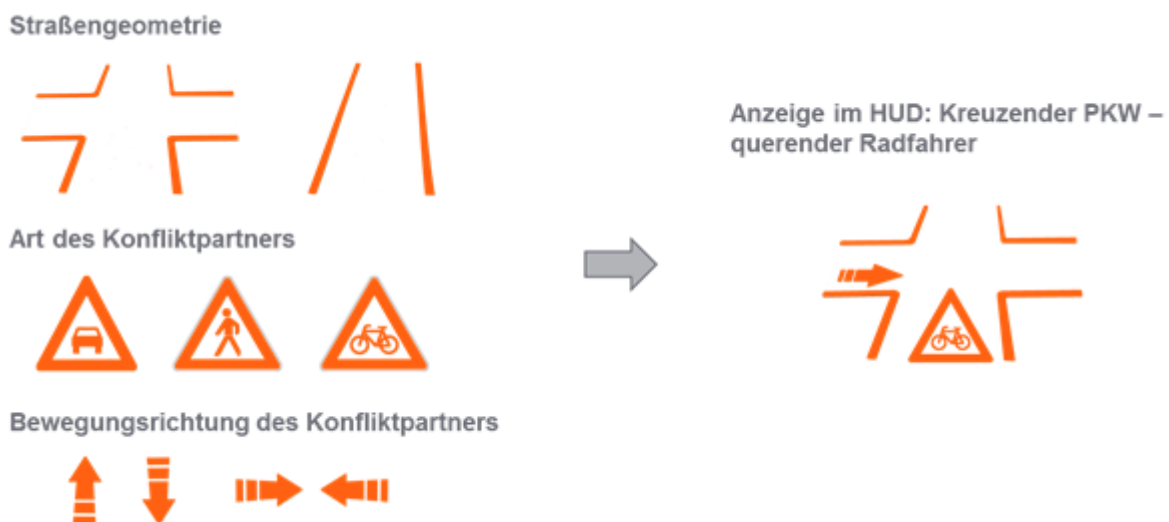 Straßengeometrie
Anzeige im HUD: Kreuzender PKW –
querender Radfahrer
Art des Konfliktpartners
Bewegungsrichtung des Konfliktpartners